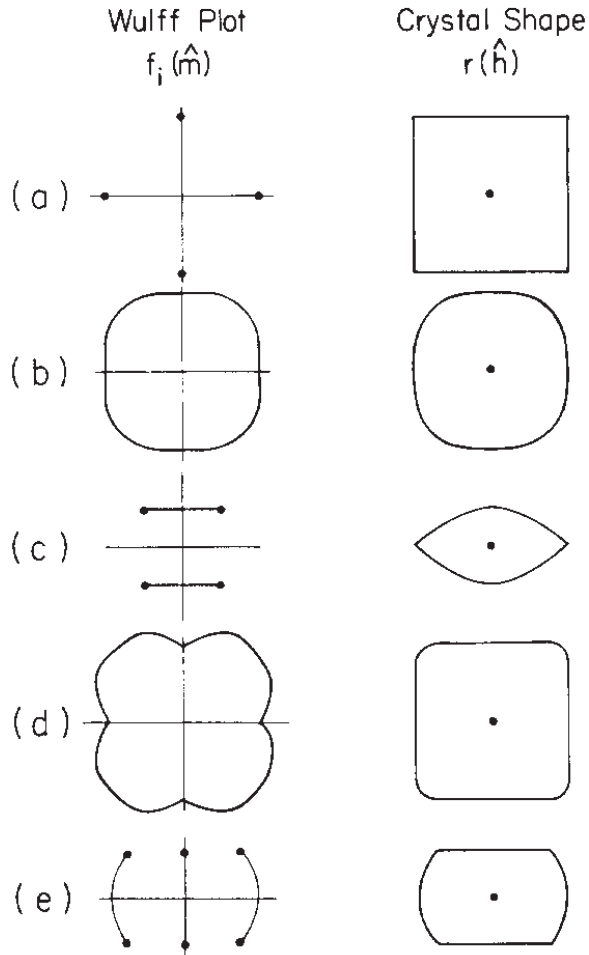 Wulff Plot Crystal Shape
fᵢ(m̂) r(ĥ)
(a)
(b)
(c)
(d)
(e)